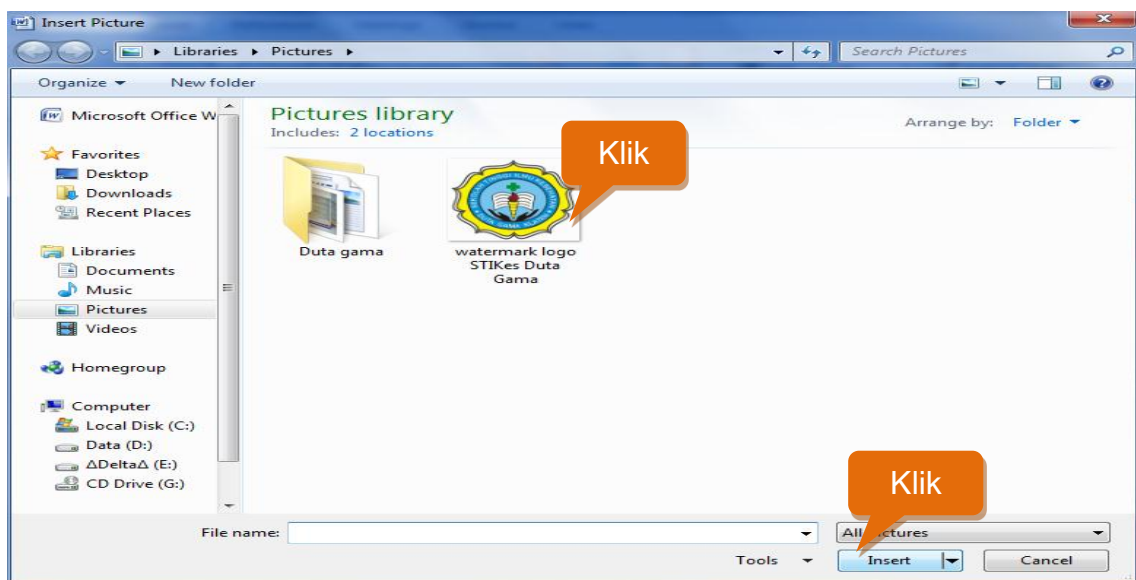 Insert Picture
Libraries Pictures
Search Pictures
Organize New folder
Microsoft Office W
Favorites
Desktop
Downloads
Recent Places
Libraries
Documents
Music
Pictures
Videos
Homegroup
Computer
Local Disk (C:)
Data (D:)
ΔDeltaΔ (E:)
CD Drive (G:)
Pictures library
Includes: 2 locations
Arrange by: Folder
Klik
Duta gama
watermark logo
STIKes Duta
Gama
Klik
File name:
All Pictures
Tools Insert Cancel